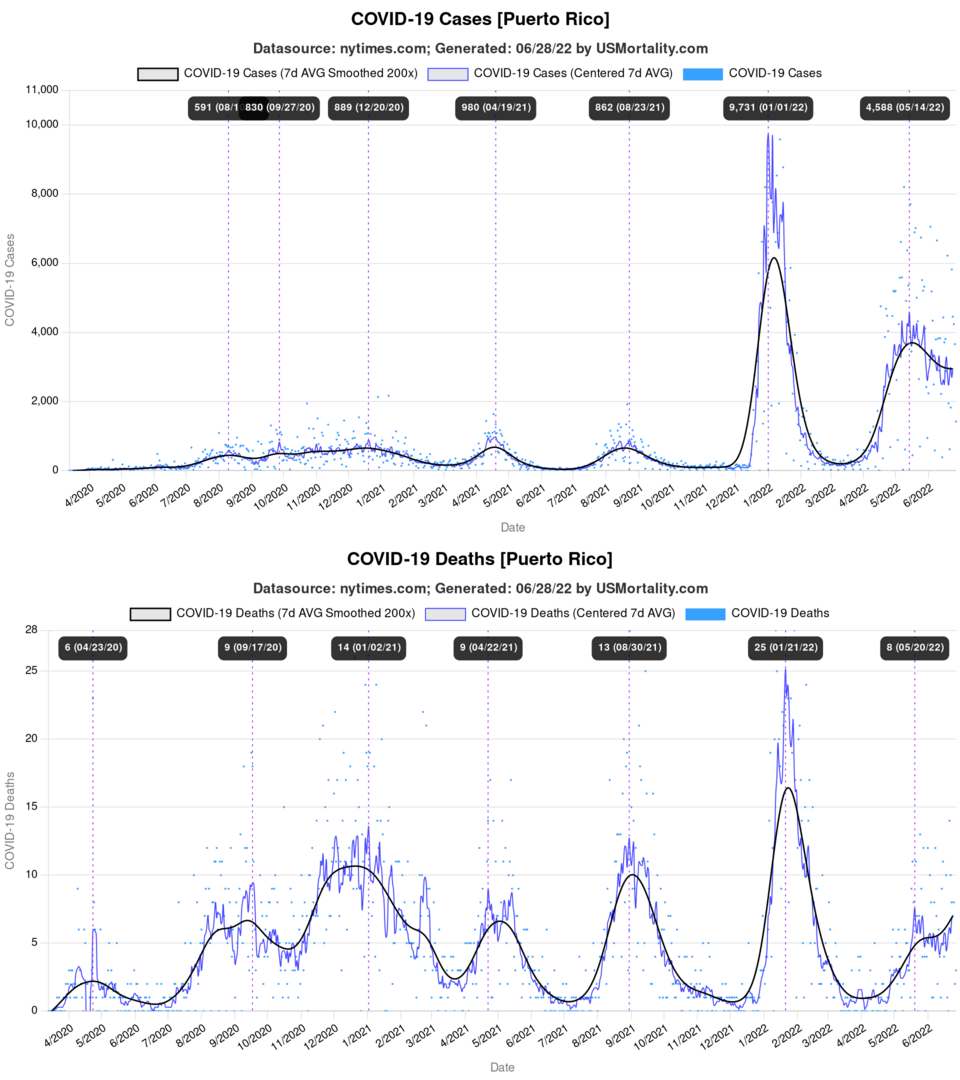 COVID-19 Cases [Puerto Rico]
Datasource: nytimes.com; Generated: 06/28/22 by USMortality.com
COVID-19 Cases (7d AVG Smoothed 200x) COVID-19 Cases (Centered 7d AVG) COVID-19 Cases
11,000
591 (08/1 830 (09/27/20) 889 (12/20/20) 980 (04/19/21) 862 (08/23/21) 9,731 (01/01/22) 4,588 (05/14/22)
10,000
8,000
6,000
4,000
2,000
0
COVID-19 Cases
4/2020 5/2020 6/2020 7/2020 8/2020 9/2020 10/2020 11/2020 12/2020 1/2021 2/2021 3/2021 4/2021 5/2021 6/2021 7/2021 8/2021 9/2021 10/2021 11/2021 12/2021 1/2022 2/2022 3/2022 4/2022 5/2022 6/2022
Date
COVID-19 Deaths [Puerto Rico]
Datasource: nytimes.com; Generated: 06/28/22 by USMortality.com
COVID-19 Deaths (7d AVG Smoothed 200x) COVID-19 Deaths (Centered 7d AVG) COVID-19 Deaths
28
6 (04/23/20) 9 (09/17/20) 14 (01/02/21) 9 (04/22/21) 13 (08/30/21) 25 (01/21/22) 8 (05/20/22)
25
20
15
10
5
0
COVID-19 Deaths
4/2020 5/2020 6/2020 7/2020 8/2020 9/2020 10/2020 11/2020 12/2020 1/2021 2/2021 3/2021 4/2021 5/2021 6/2021 7/2021 8/2021 9/2021 10/2021 11/2021 12/2021 1/2022 2/2022 3/2022 4/2022 5/2022 6/2022
Date